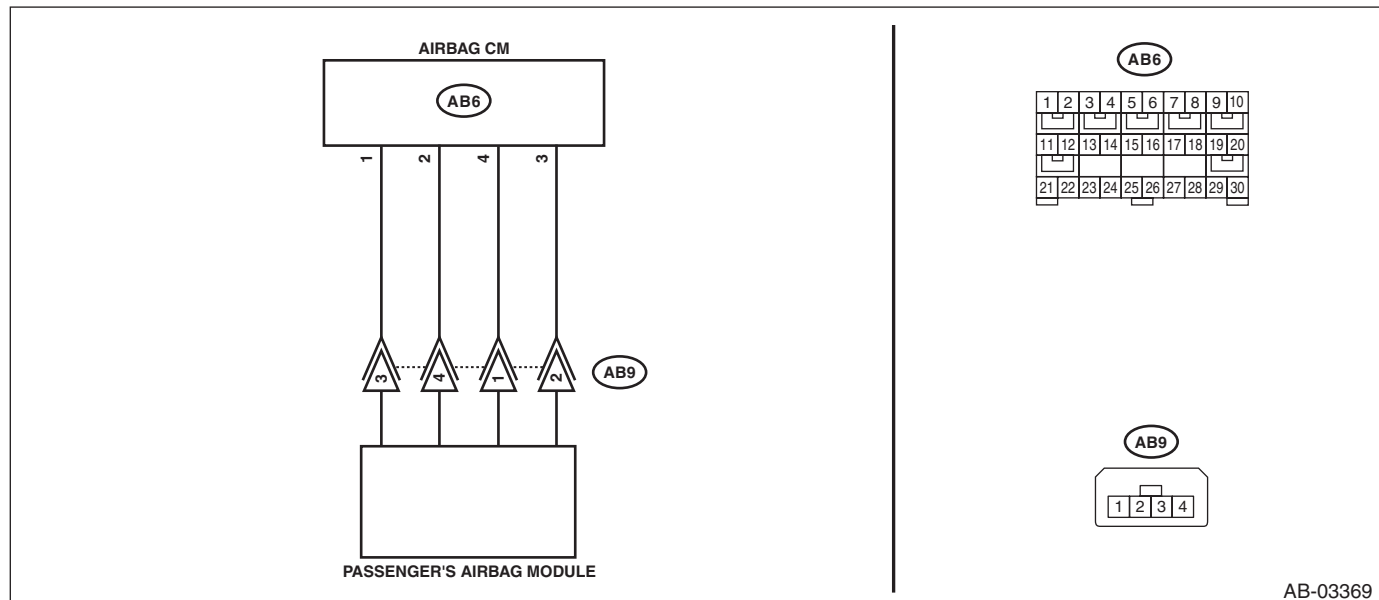 AIRBAG CM
AB6
1 2 4 3
3 4 1 2
AB9
PASSENGER'S AIRBAG MODULE
AB6
1 2 3 4 5 6 7 8 9 10
11 12 13 14 15 16 17 18 19 20
21 22 23 24 25 26 27 28 29 30
AB9
1 2 3 4
AB-03369